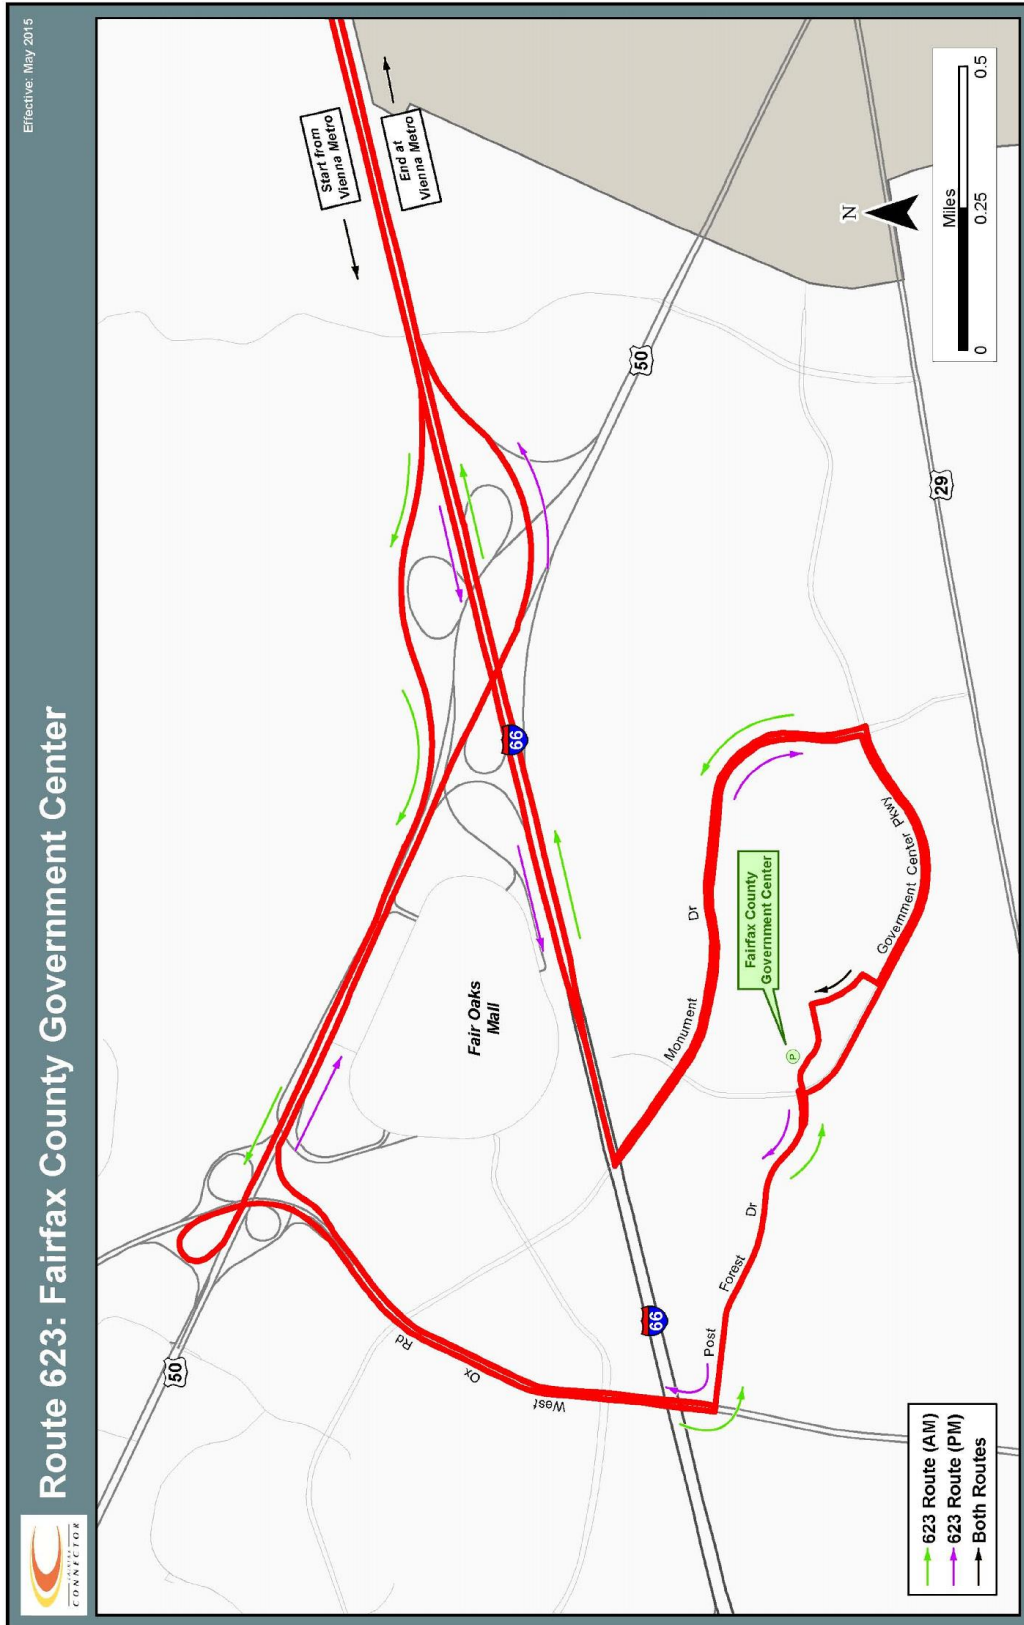 Route 623: Fairfax County Government Center
Effective: May 2015
CONNECTOR
Start from
Vienna Metro
End at
Vienna Metro
50
50
66
66
29
Fair Oaks
Mall
West
Ox
Rd
Monument
Dr
Fairfax County
Government Center
P
Government Center Pkwy
Post
Forest
Dr
N
Miles
0
0.25
0.5
623 Route (AM)
623 Route (PM)
Both Routes